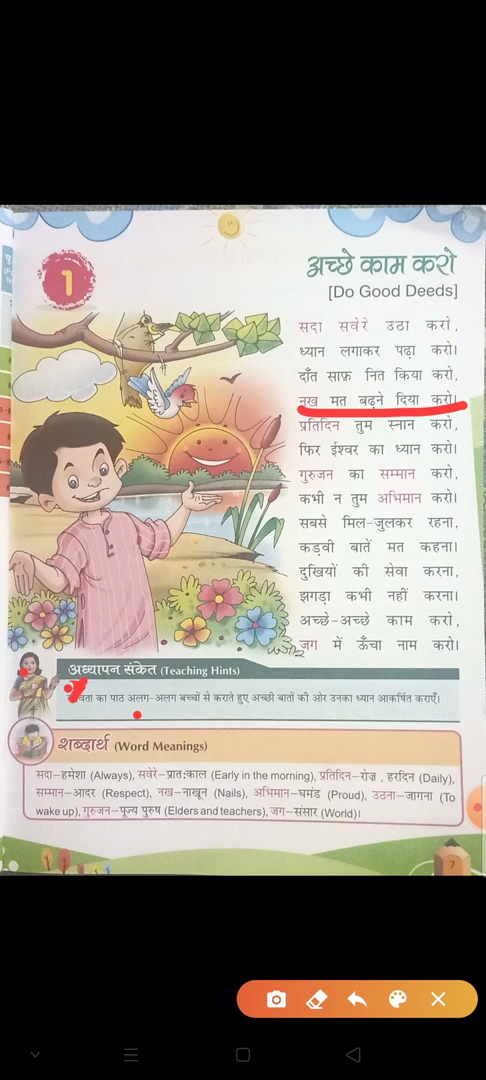 1
अच्छे काम करो
[Do Good Deeds]
सदा सवेरे उठा करो,
ध्यान लगाकर पढ़ा करो।
दाँत साफ़ नित किया करो,
नख मत बढ़ने दिया करो।
प्रतिदिन तुम स्नान करो,
फिर ईश्वर का ध्यान करो।
गुरुजन का सम्मान करो,
कभी न तुम अभिमान करो।
सबसे मिल-जुलकर रहना,
कड़वी बातें मत कहना।
दुखियों की सेवा करना,
झगड़ा कभी नहीं करना।
अच्छे-अच्छे काम करो,
जग में ऊँचा नाम करो।
अध्यापन संकेत (Teaching Hints)
का पाठ अलग-अलग बच्चों से कराते हुए अच्छी बातों की ओर उनका ध्यान आकर्षित कराएँ।
शब्दार्थ (Word Meanings)
सदा–हमेशा (Always), सवेरे–प्रातःकाल (Early in the morning), प्रतिदिन–रोज़ , हरदिन (Daily),
सम्मान–आदर (Respect), नख–नाखून (Nails), अभिमान–घमंड (Proud), उठना–जागना (To
wake up), गुरुजन–पूज्य पुरुष (Elders and teachers), जग–संसार (World)।
7